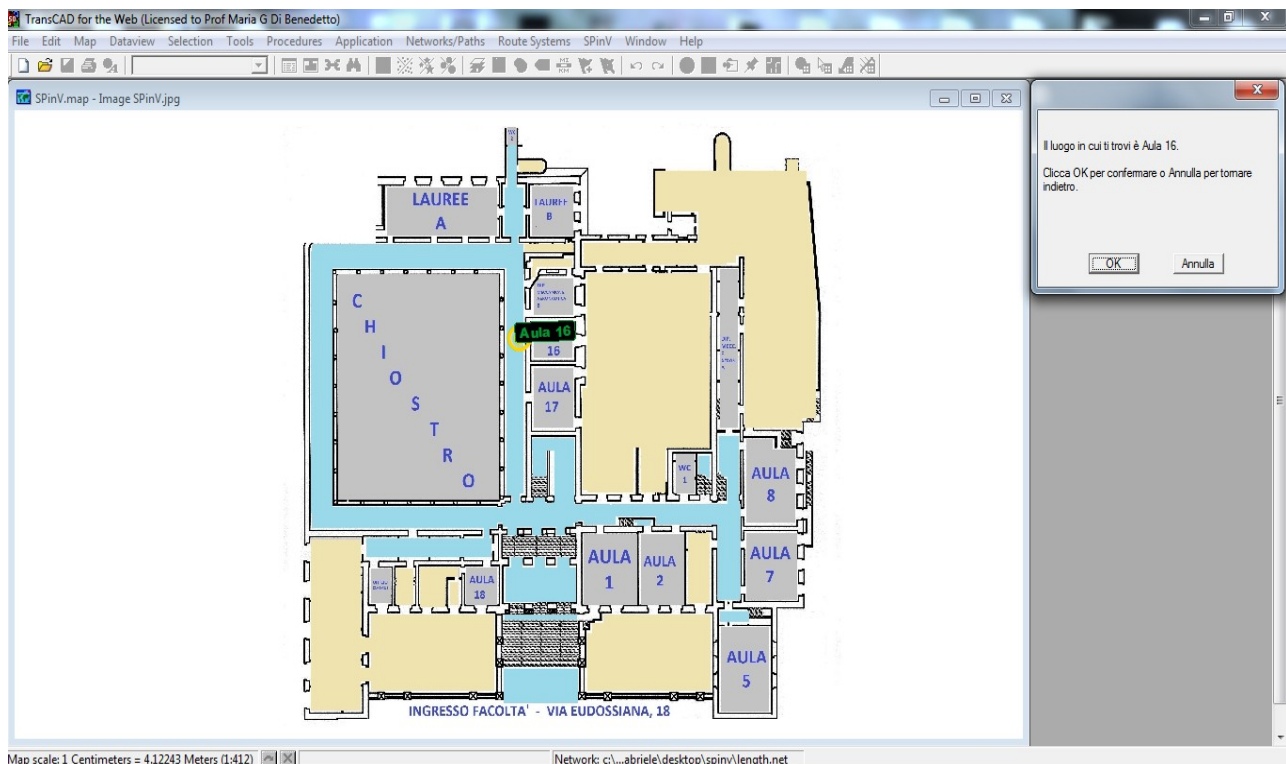 TransCAD for the Web (Licensed to Prof Maria G Di Benedetto)
File Edit Map Dataview Selection Tools Procedures Application Networks/Paths Route Systems SPinV Window Help
MI
KM
SPinV.map - Image SPinV.jpg
Il luogo in cui ti trovi è Aula 16.
Clicca OK per confermare o Annulla per tornare
indietro.
OK Annulla
WC
LAUREE
A
LAUREE
B
CHIOSTRO
Aula 16
16
AULA
17
WC
1
AULA
8
AULA
1
AULA
2
AULA
7
AULA
18
AULA
5
INGRESSO FACOLTA' - VIA EUDOSSIANA, 18
Map scale: 1 Centimeters = 4.12243 Meters (1:412)
Network: c:\...abriele\desktop\spinv\length.net